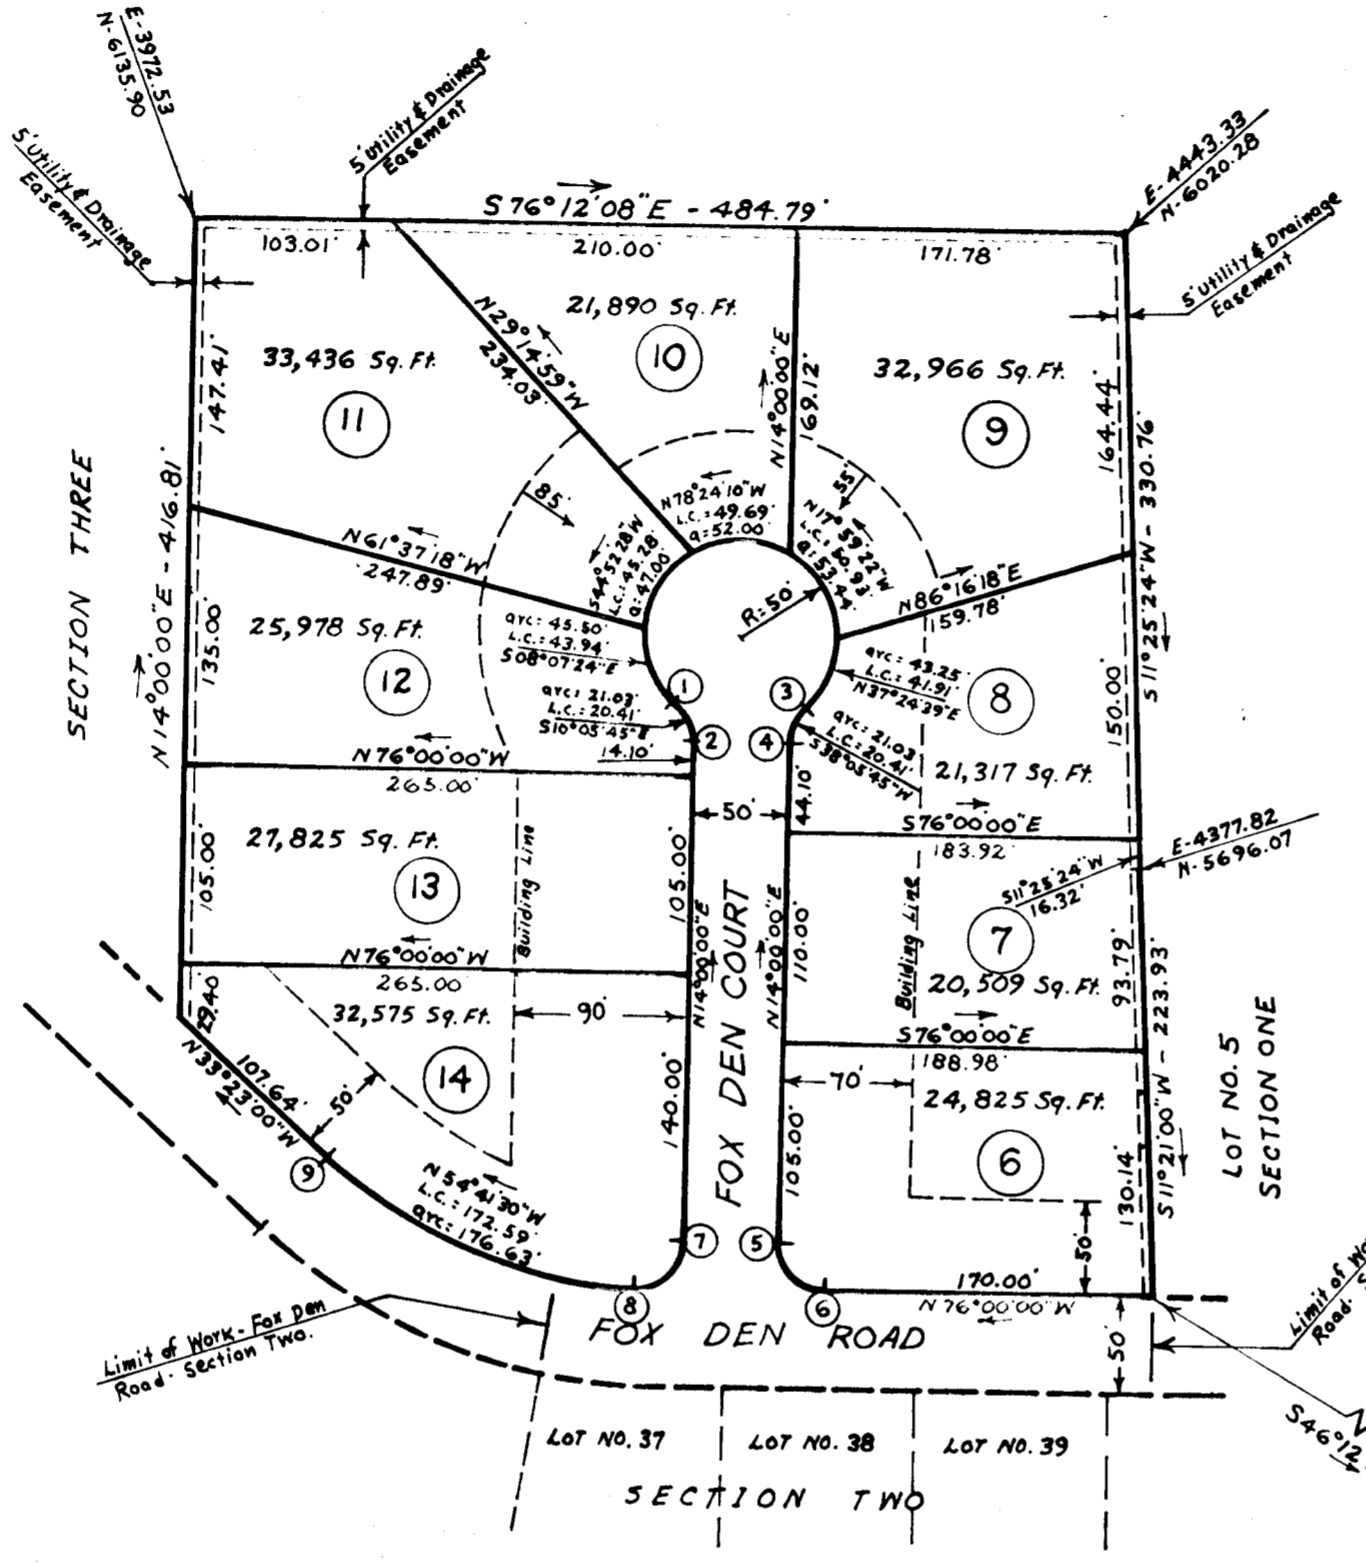 E-3972.53
N-6135.90
5' Utility & Drainage
Easement
5' Utility & Drainage
Easement
E-4443.33
N-6020.28
5' Utility & Drainage
Easement
S76°12'08"E - 484.79'
103.01'
210.00'
171.78'
21,890 Sq.Ft.
10
33,436 Sq.Ft.
11
32,966 Sq.Ft.
9
N29°14'59"W
234.03'
N14°00'00"E
169.12'
147.41'
164.44'
SECTION THREE
N14°00'00"E - 416.81'
S11°25'24"W - 330.76'
85'
55'
N78°24'10"W
L.C.: 49.69'
a=52.00'
N17°59'22"W
L.C.: 50.93'
a: 53.44'
S44°52'28"W
L.C.: 45.28'
a: 47.00'
N61°37'18"W
247.89'
R=50'
N86°16'18"E
159.78'
25,978 Sq.Ft.
12
135.00'
arc: 45.50'
L.C.: 43.94'
S08°07'24"E
arc: 21.03'
L.C.: 20.41'
S10°05'45"E
14.10'
1
2
3
4
arc: 43.25'
L.C.: 41.91'
N37°24'39"E
arc: 21.03'
L.C.: 20.41'
S38°05'45"W
8
150.00'
21,317 Sq.Ft.
N76°00'00"W
265.00'
50'
44.10'
S76°00'00"E
183.92'
E-4377.82
N-5696.07
S11°25'24"W
16.32'
27,825 Sq.Ft.
13
105.00'
Building Line
105.00'
N14°00'00"E
FOX DEN COURT
N14°00'00"E
110.00'
Building Line
7
20,509 Sq.Ft.
93.79'
S11°21'00"W - 223.93'
N76°00'00"W
265.00'
S76°00'00"E
188.98'
29.40'
32,575 Sq.Ft.
90'
14
107.64'
N33°23'00"W
50'
140.00'
70'
24,825 Sq.Ft.
6
105.00'
130.14'
LOT NO. 5
SECTION ONE
9
N54°41'30"W
L.C.: 172.59'
arc: 176.63'
7
5
50'
170.00'
N76°00'00"W
8
6
FOX DEN ROAD
50'
Limit of Work - Fox Den
Road - Section Two.
Limit of Wo
Road - S
S46°12
LOT NO. 37
LOT NO. 38
LOT NO. 39
SECTION TWO